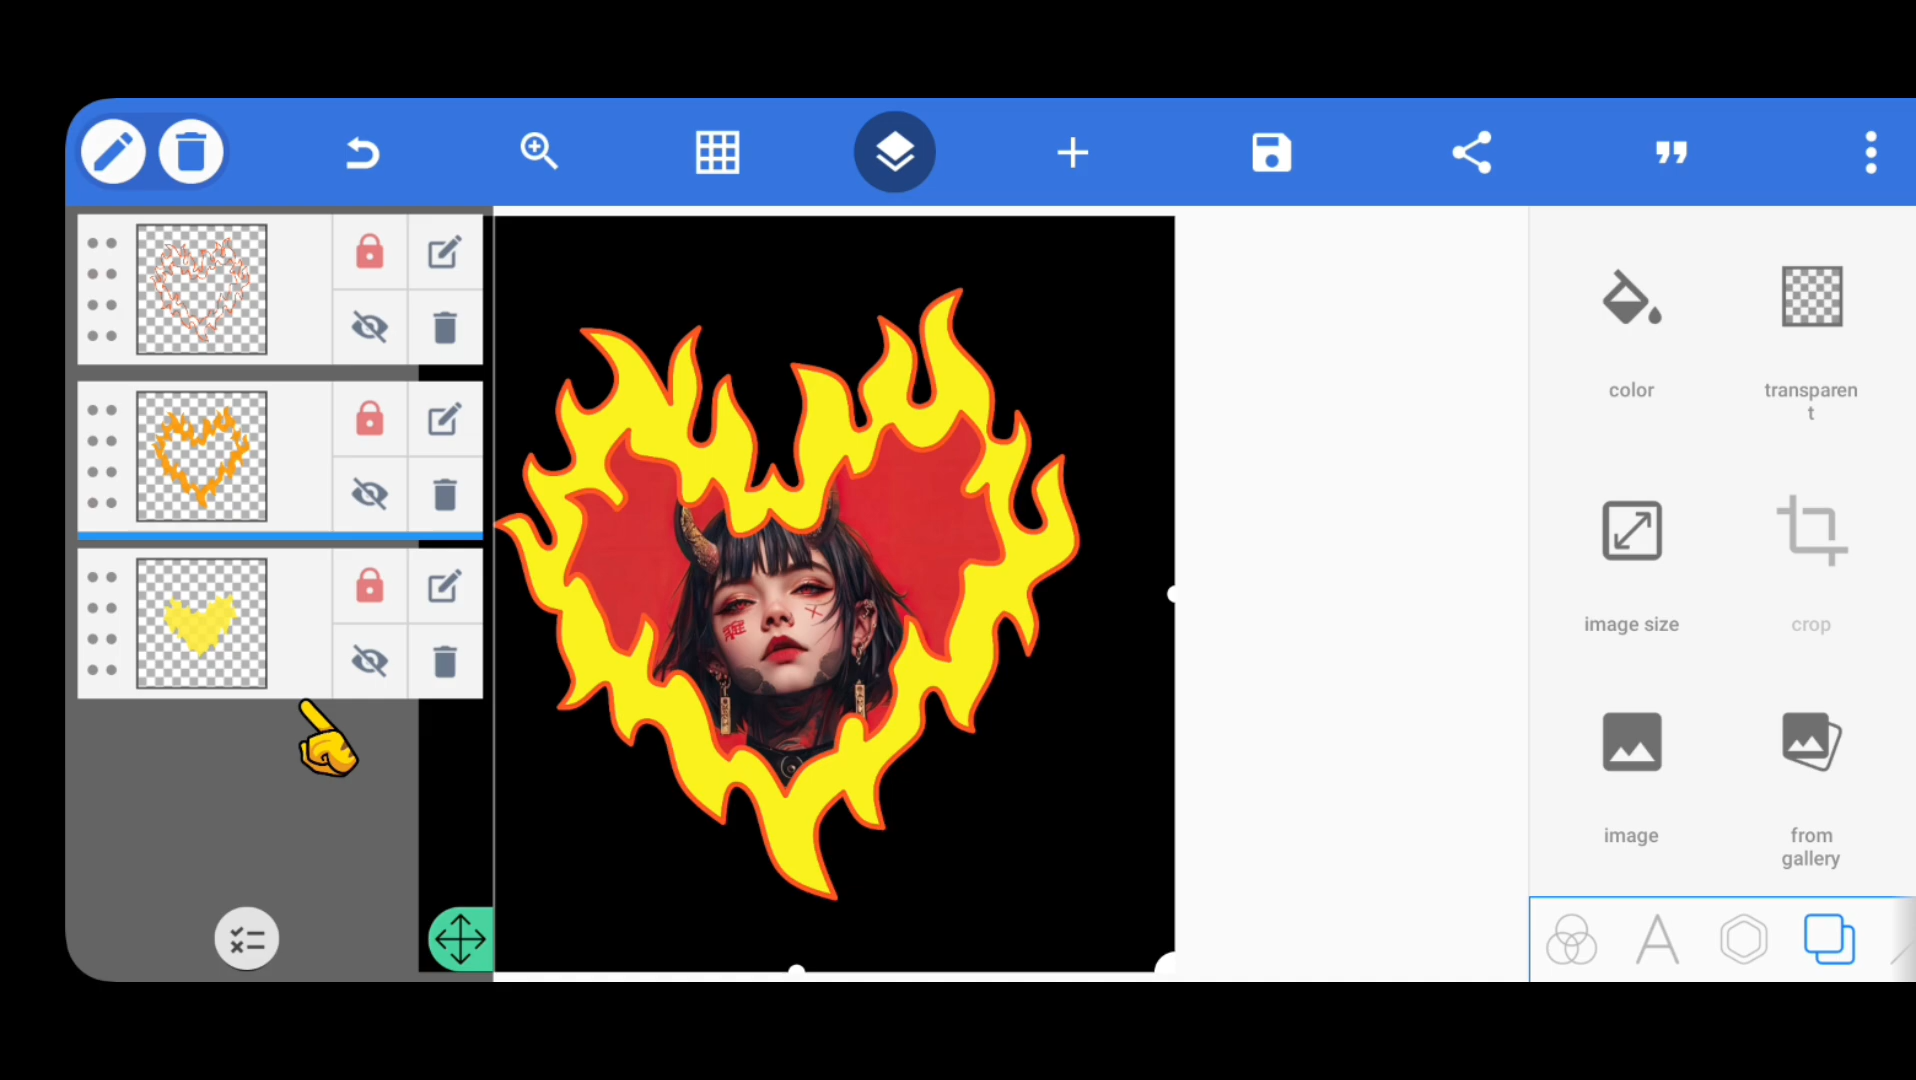 color
transparen
t
image size
crop
image
from
gallery